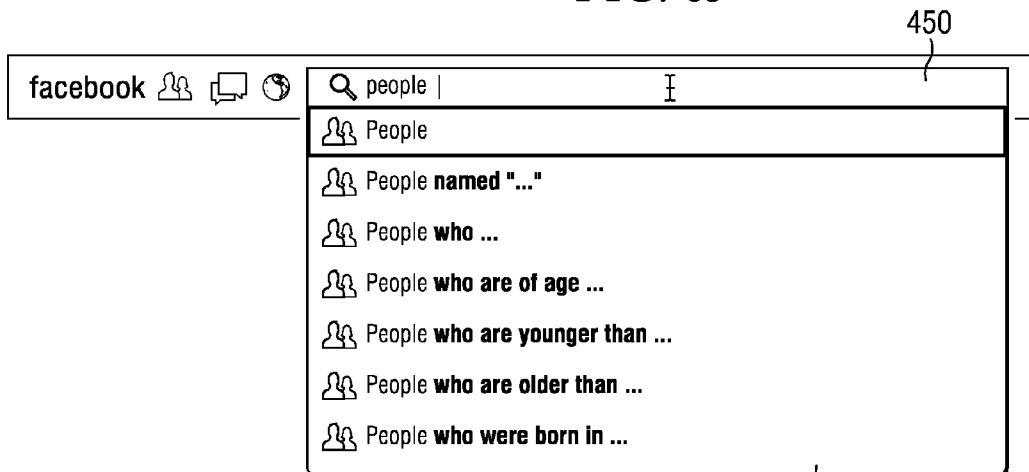 450
facebook people
People
People named "..."
People who ...
People who are of age ...
People who are younger than ...
People who are older than ...
People who were born in ...